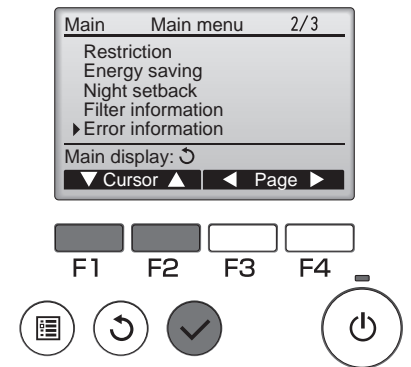 Main Main menu 2/3
Restriction
Energy saving
Night setback
Filter information
Error information
Main display:
Cursor Page
F1 F2 F3 F4